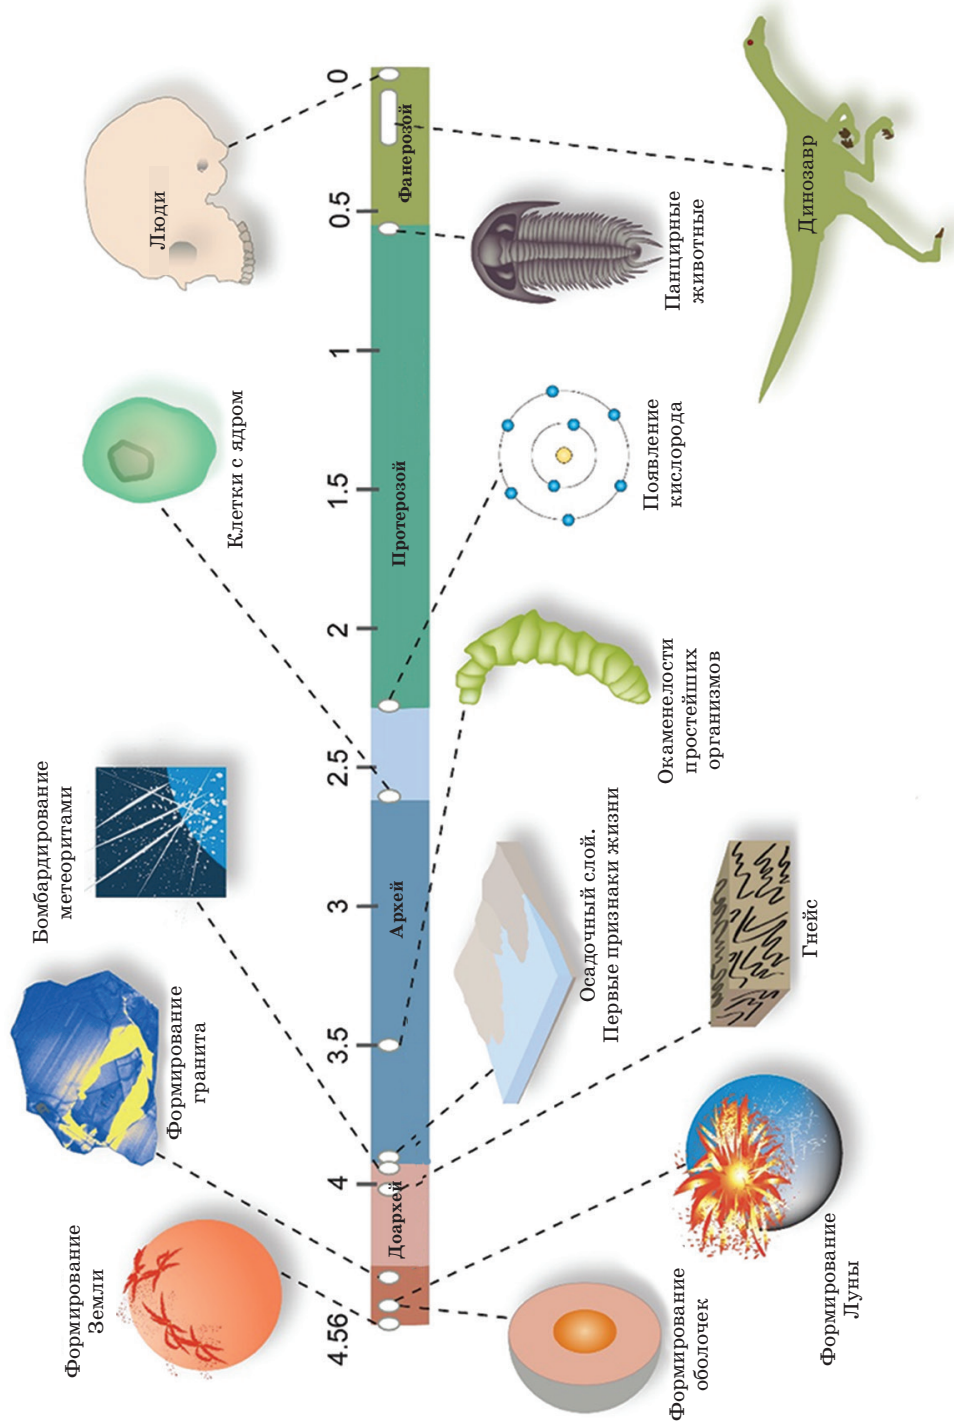 Формирование
Земли
Формирование
гранита
Бомбардирование
метеоритами
Клетки с ядром
Люди
4.56
4
3.5
3
2.5
2
1.5
1
0.5
0
Доархей
Архей
Протерозой
Фанерозой
Формирование
оболочек
Формирование
Луны
Осадочный слой.
Первые признаки жизни
Гнейс
Окаменелости
простейших
организмов
Появление
кислорода
Панцирные
животные
Динозавр